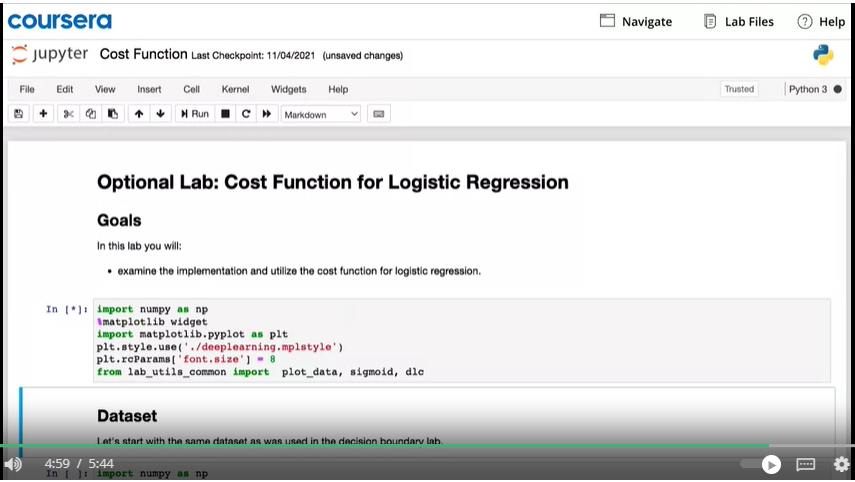 coursera
Navigate Lab Files Help
jupyter Cost Function Last Checkpoint: 11/04/2021 (unsaved changes)
File Edit View Insert Cell Kernel Widgets Help Trusted Python 3
Run Markdown
Optional Lab: Cost Function for Logistic Regression
Goals
In this lab you will:
• examine the implementation and utilize the cost function for logistic regression.
In [*]: import numpy as np
%matplotlib widget
import matplotlib.pyplot as plt
plt.style.use('./deeplearning.mplstyle')
plt.rcParams['font.size'] = 8
from lab_utils_common import plot_data, sigmoid, dlc
Dataset
Let's start with the same dataset as was used in the decision boundary lab.
4:59 / 5:44
In [ ]: import numpy as np